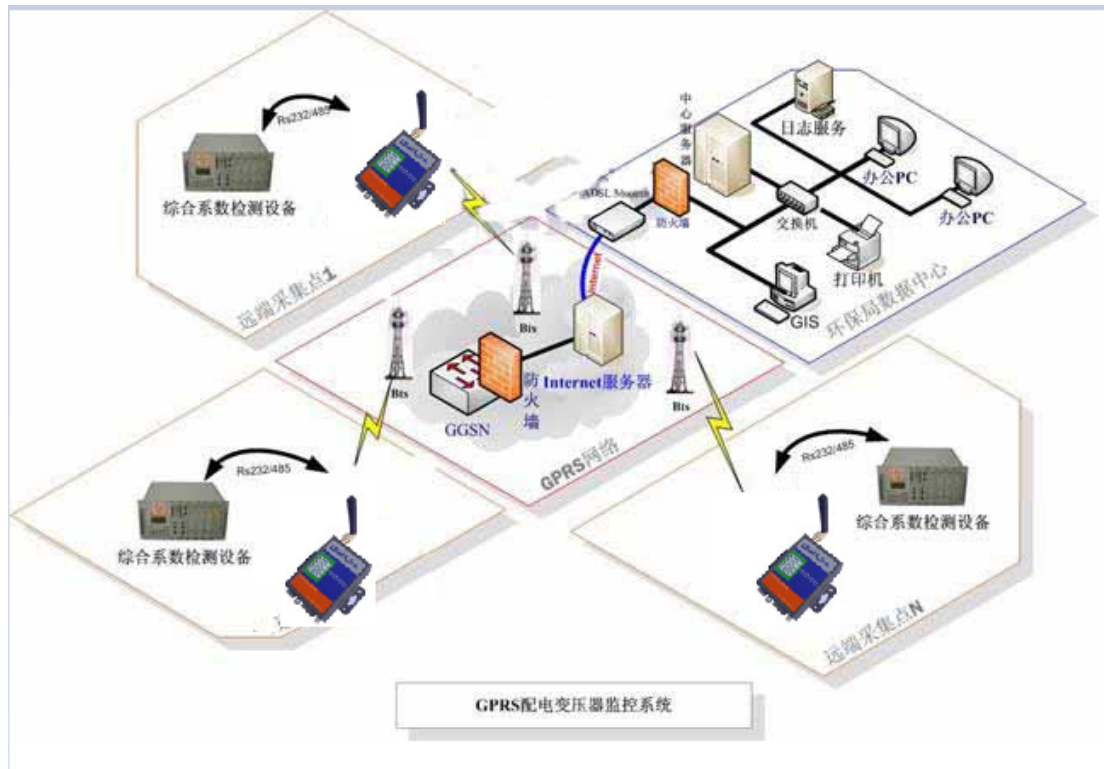 Rs232/485
综合系数检测设备
远端采集点1
中心服务器
日志服务
办公PC
办公PC
ADSL Moden
防火墙
交换机
打印机
GIS
环保局数据中心
Internet
Bts
Bts
Bts
防火墙
Internet服务器
GGSN
GPRS网络
Rs232/485
综合系数检测设备
Rs232/485
综合系数检测设备
远端采集点N
GPRS配电变压器监控系统